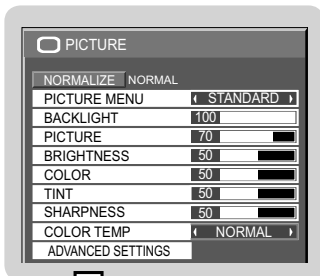 PICTURE
NORMALIZE NORMAL
PICTURE MENU STANDARD
BACKLIGHT 100
PICTURE 70
BRIGHTNESS 50
COLOR 50
TINT 50
SHARPNESS 50
COLOR TEMP NORMAL
ADVANCED SETTINGS